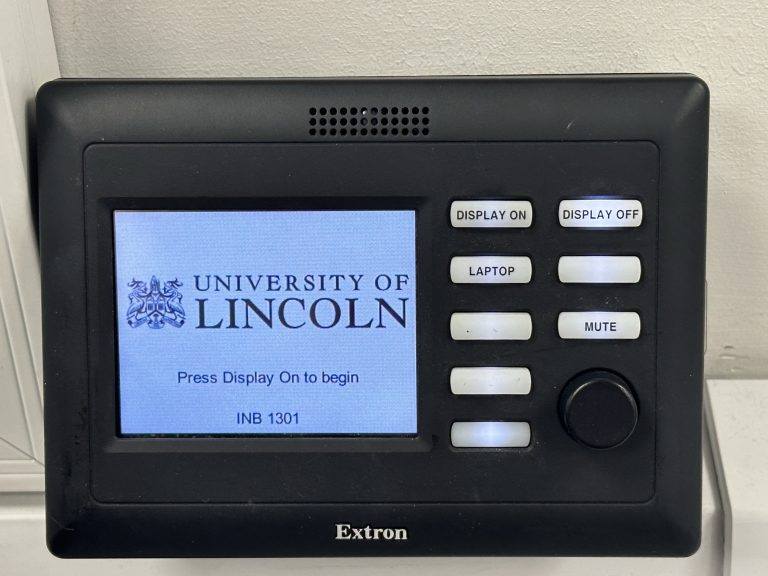 UNIVERSITY OF
LINCOLN
Press Display On to begin
INB 1301
DISPLAY ON
DISPLAY OFF
LAPTOP
MUTE
Extron